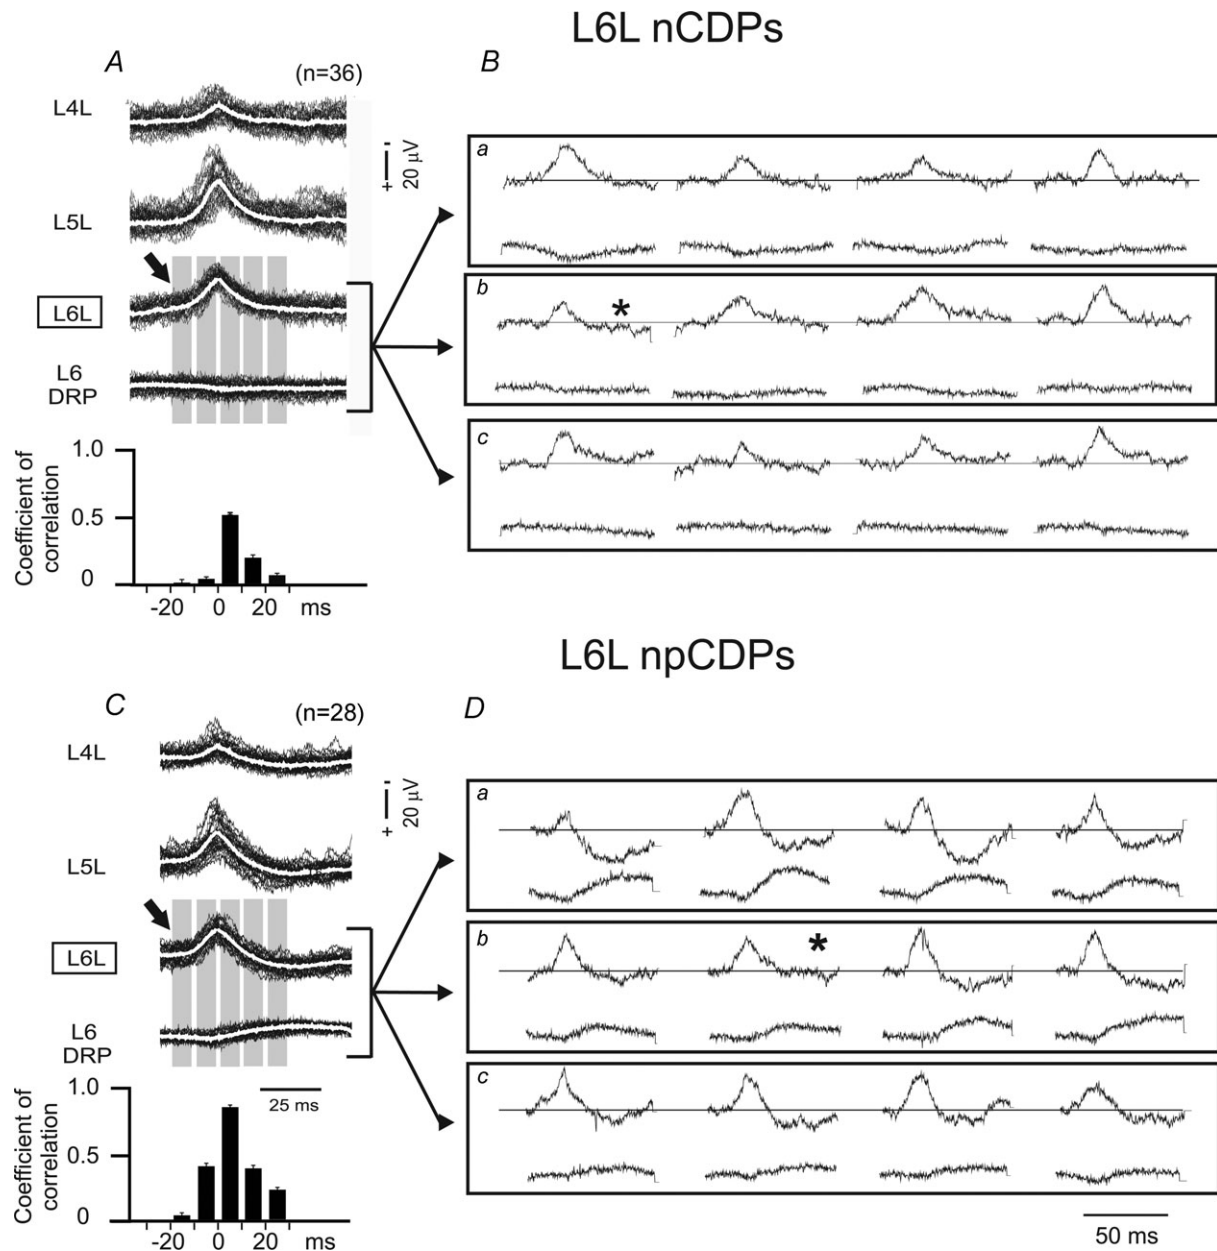 L6L nCDPs
A
(n=36)
L4L
L5L
L6L
L6
DRP
- + 20 μV
Coefficient of
correlation
1.0
0.5
0
-20 0 20 ms
B
a
b
*
c
L6L npCDPs
C
(n=28)
L4L
L5L
L6L
L6
DRP
- + 20 μV
25 ms
Coefficient of
correlation
1.0
0.5
0
-20 0 20 ms
D
a
b
*
c
50 ms